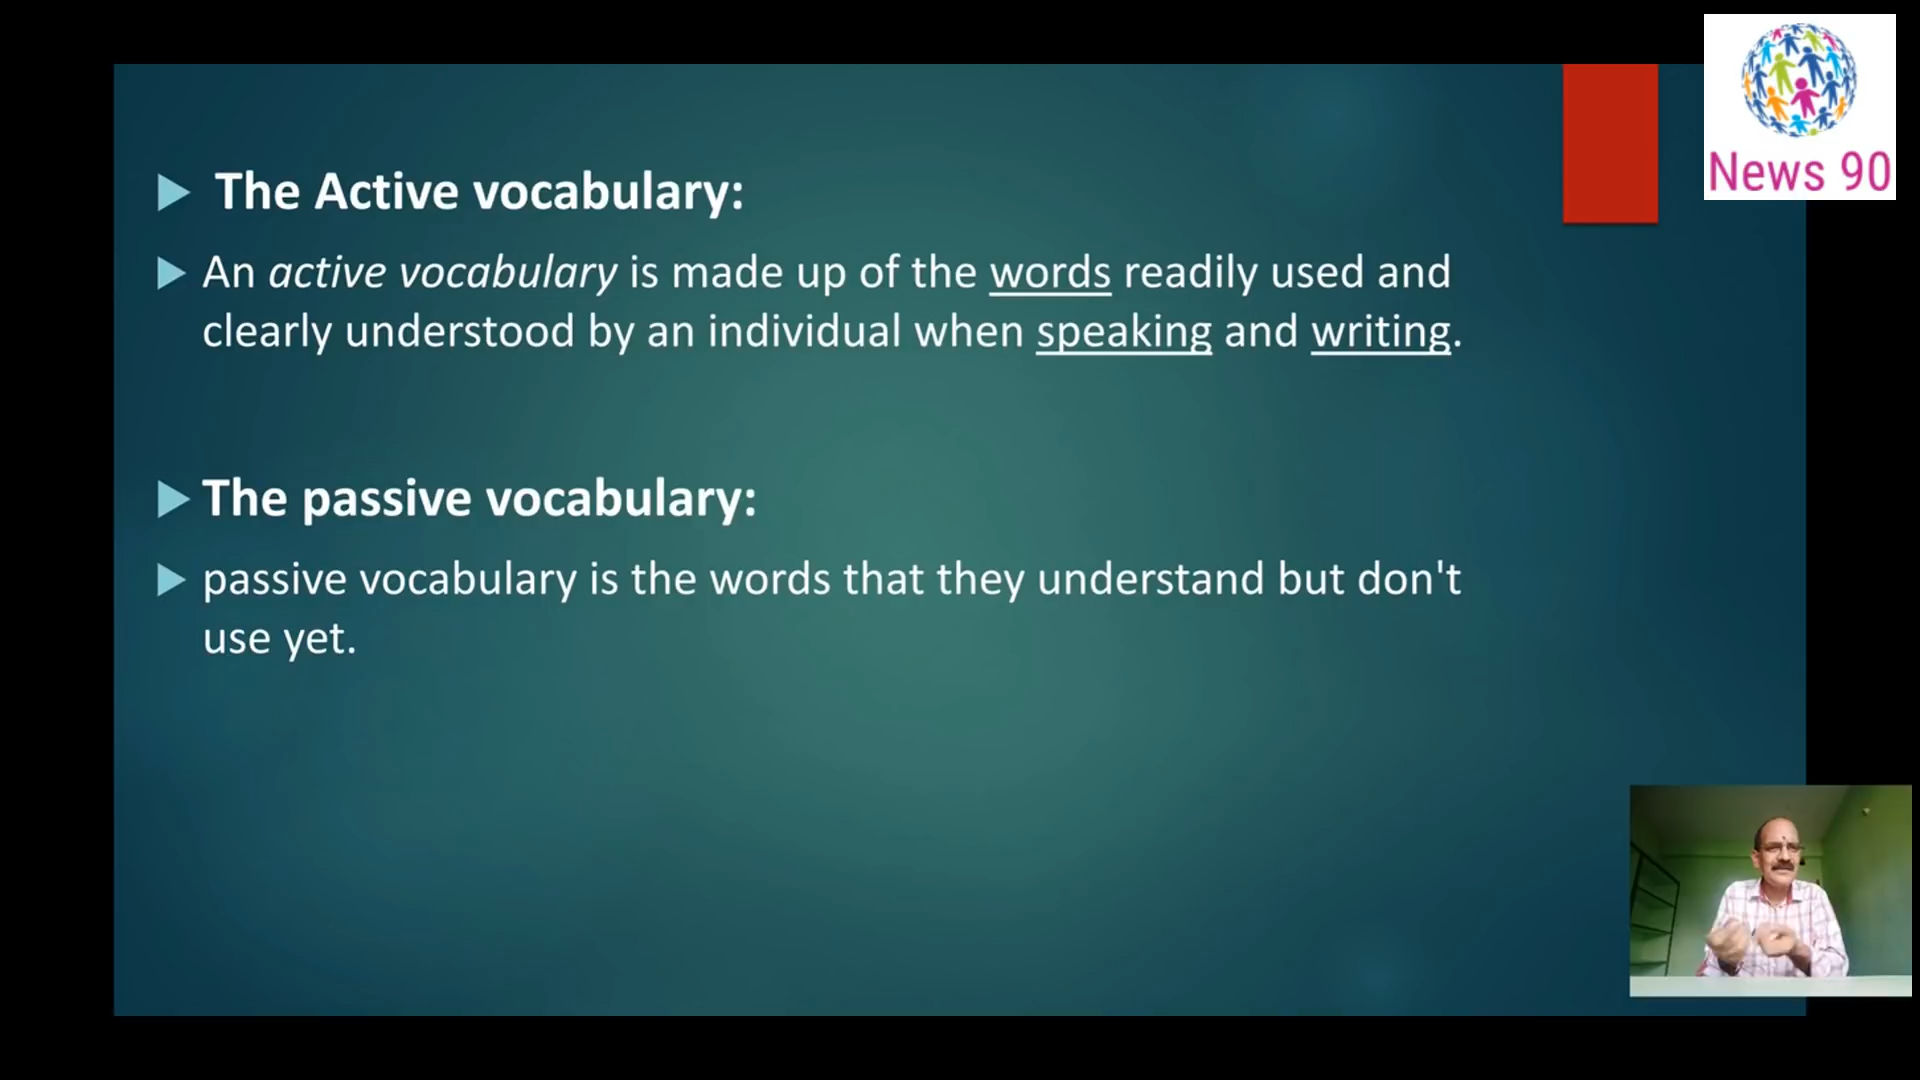 The Active vocabulary:
An active vocabulary is made up of the words readily used and
clearly understood by an individual when speaking and writing.
The passive vocabulary:
passive vocabulary is the words that they understand but don't
use yet.
News 90